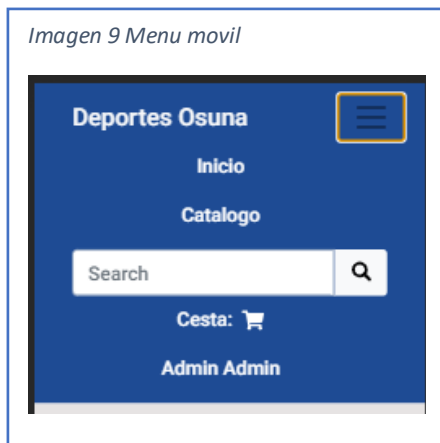 Imagen 9 Menu movil
Deportes Osuna
Inicio
Catalogo
Search
Cesta:
Admin Admin